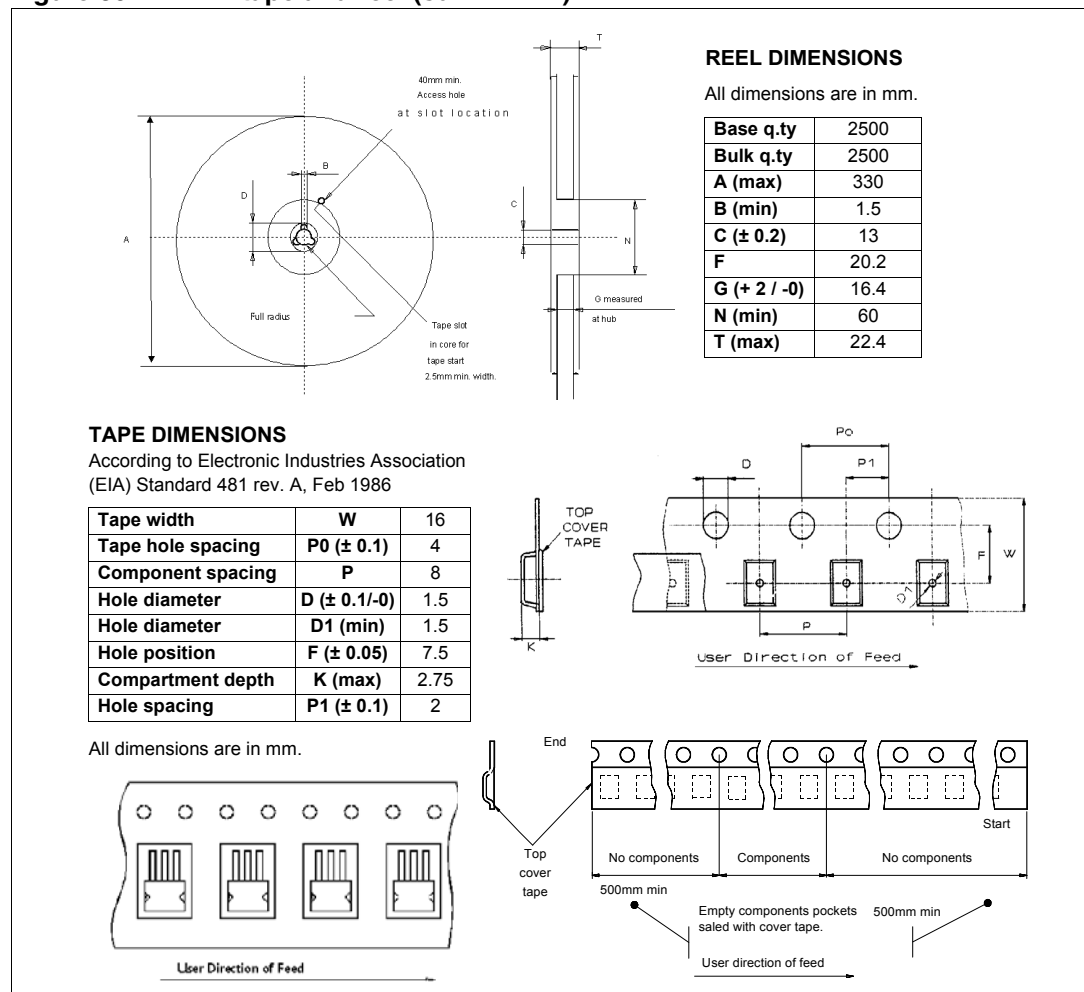 T
REEL DIMENSIONS
40mm min.
Access hole
at slot location
All dimensions are in mm.
Base q.ty 2500
Bulk q.ty 2500
A (max) 330
B (min) 1.5
C (± 0.2) 13
F 20.2
G (+ 2 / -0) 16.4
N (min) 60
T (max) 22.4
B
D
C
A
N
G measured
at hub
Full radius
Tape slot
in core for
tape start
2.5mm min. width.
TAPE DIMENSIONS
According to Electronic Industries Association
(EIA) Standard 481 rev. A, Feb 1986
Tape width W 16
Tape hole spacing P0 (± 0.1) 4
Component spacing P 8
Hole diameter D (± 0.1/-0) 1.5
Hole diameter D1 (min) 1.5
Hole position F (± 0.05) 7.5
Compartment depth K (max) 2.75
Hole spacing P1 (± 0.1) 2
All dimensions are in mm.
Po
D
P1
TOP
COVER
TAPE
F
W
D1
K
P
User Direction of Feed
End
Start
Top
cover
tape
No components
Components
No components
500mm min
Empty components pockets
saled with cover tape.
500mm min
User direction of feed
User Direction of Feed